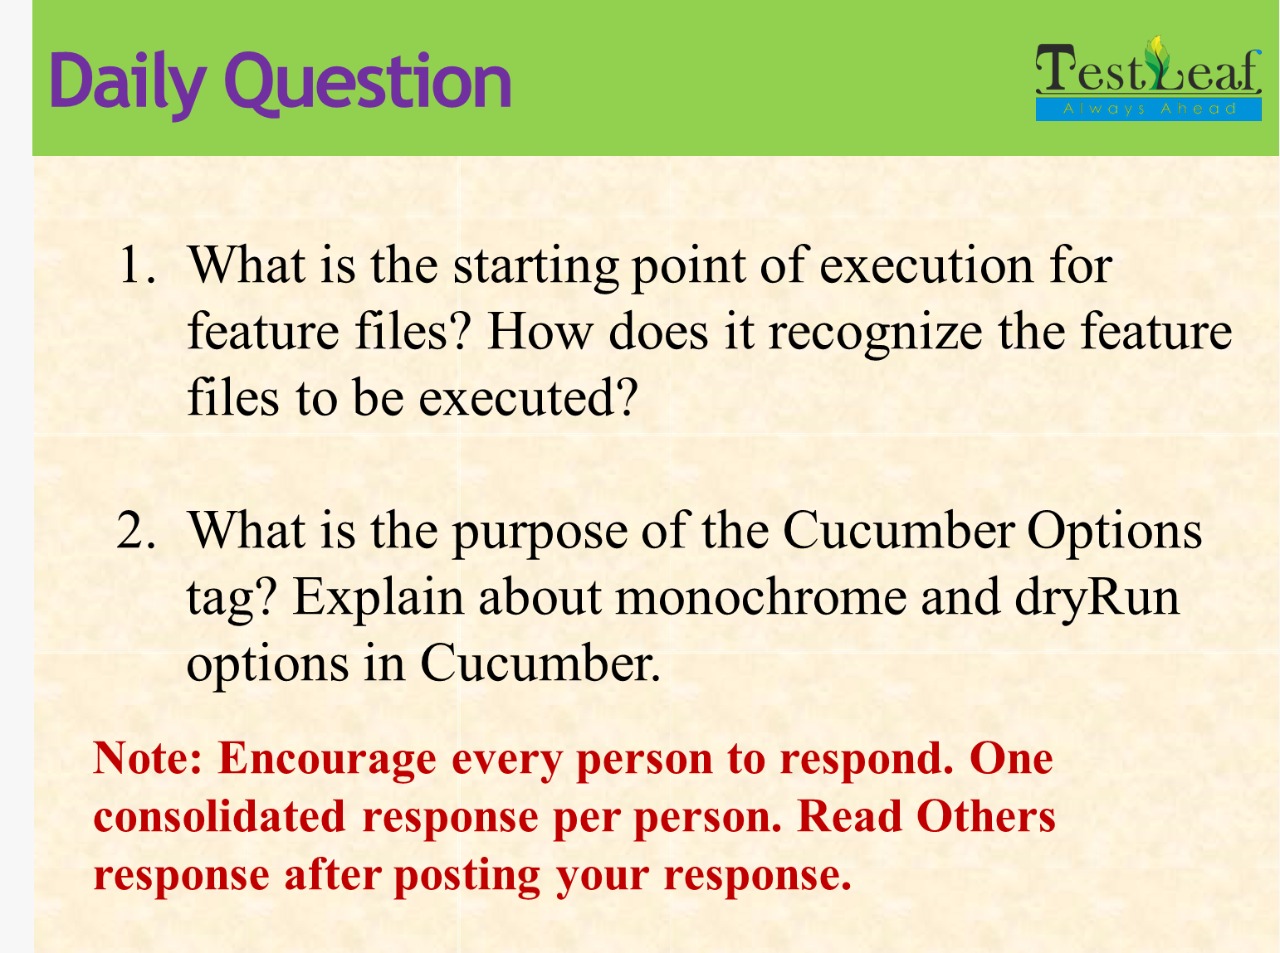 Daily Question
TestLeaf
Always Ahead
1. What is the starting point of execution for
feature files? How does it recognize the feature
files to be executed?
2. What is the purpose of the Cucumber Options
tag? Explain about monochrome and dryRun
options in Cucumber.
Note: Encourage every person to respond. One
consolidated response per person. Read Others
response after posting your response.